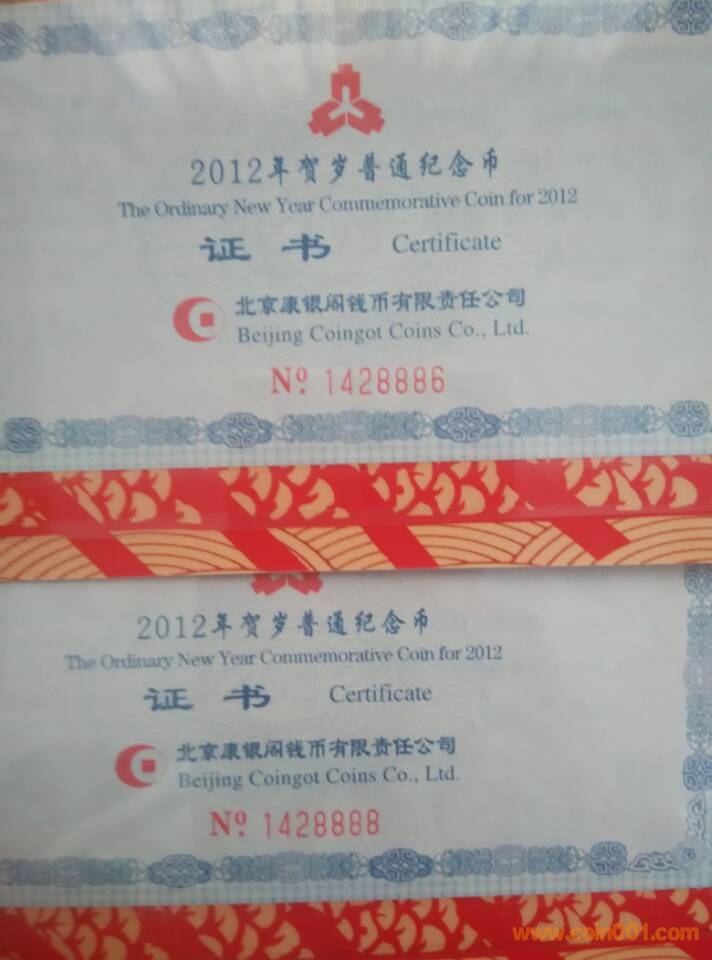 2012年贺岁普通纪念币
The Ordinary New Year Commemorative Coin for 2012
证书 Certificate
北京康银阁钱币有限责任公司
Beijing Coingot Coins Co., Ltd.
Nº 1428886
2012年贺岁普通纪念币
The Ordinary New Year Commemorative Coin for 2012
证书 Certificate
北京康银阁钱币有限责任公司
Beijing Coingot Coins Co., Ltd.
Nº 1428888
www.coin001.com